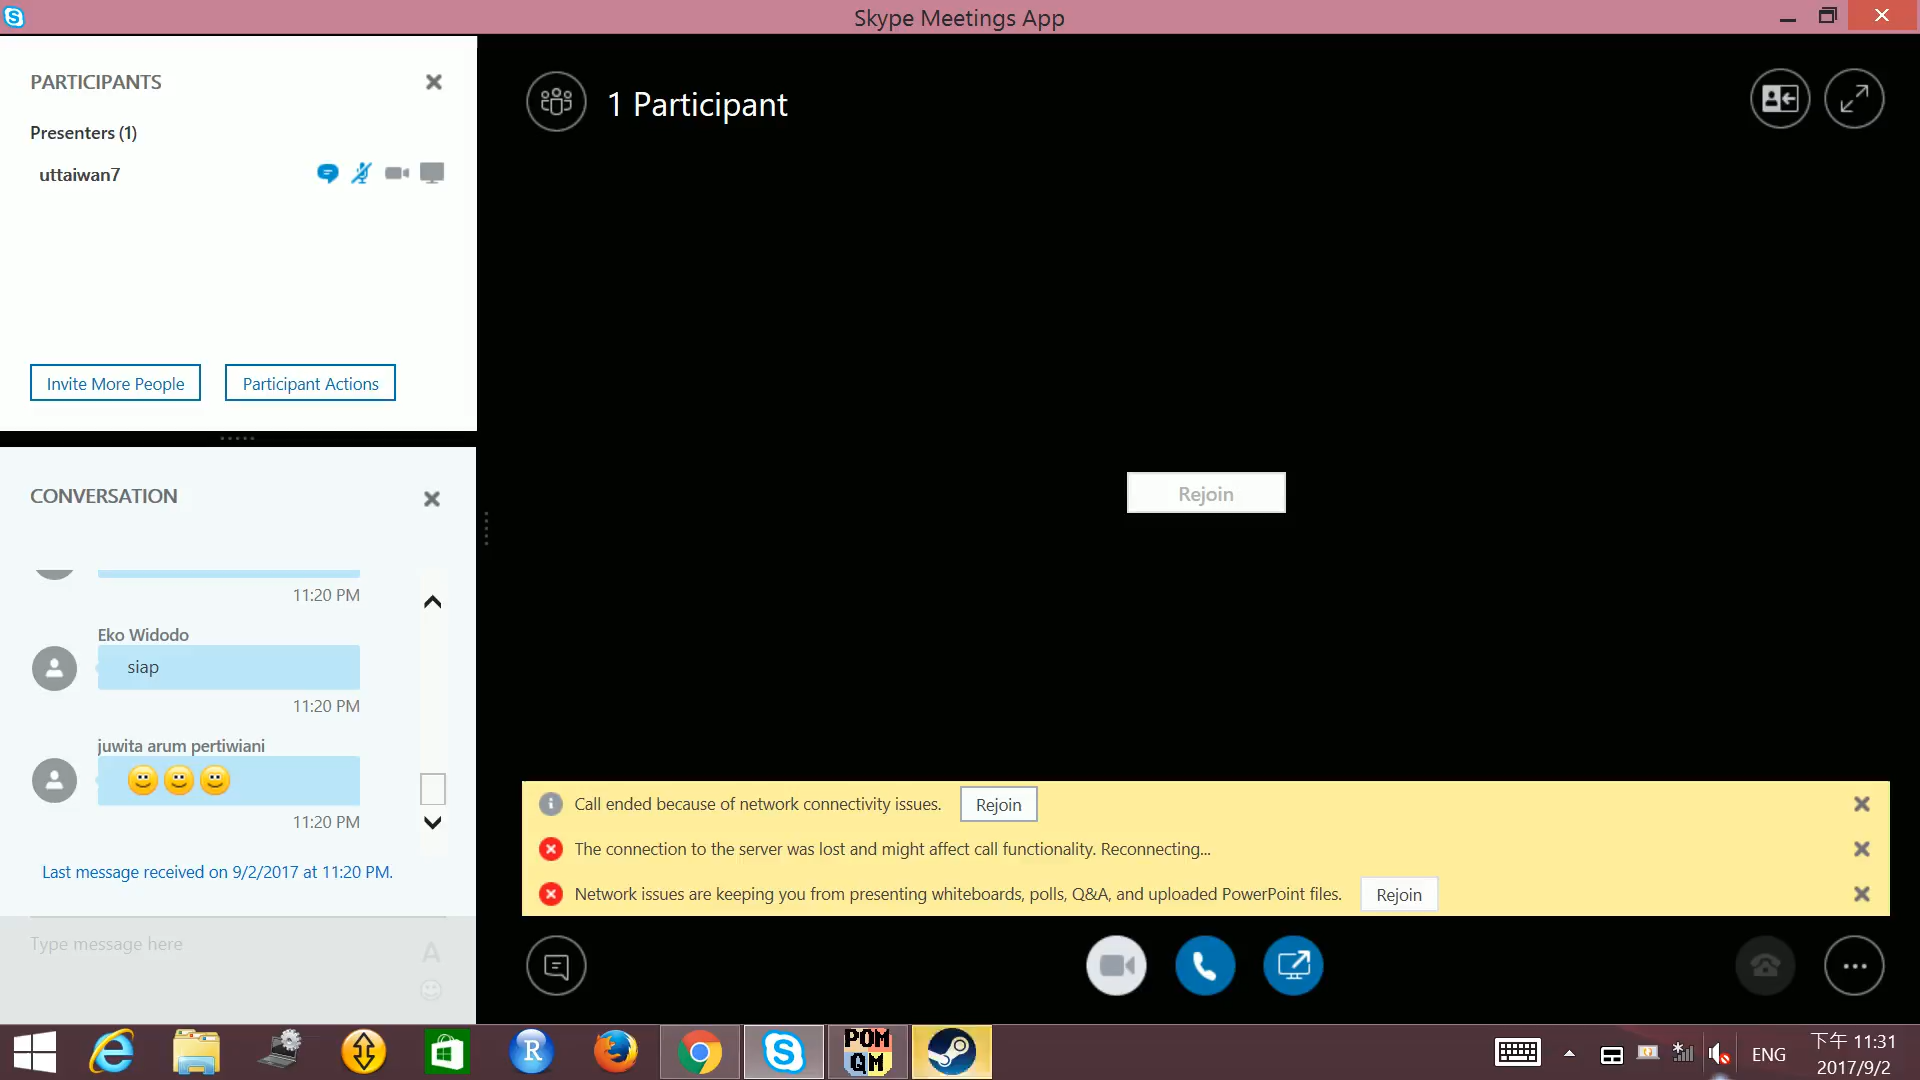 Skype Meetings App
PARTICIPANTS
Presenters (1)
uttaiwan7
Invite More People
Participant Actions
CONVERSATION
11:20 PM
Eko Widodo
siap
11:20 PM
juwita arum pertiwiani
11:20 PM
Last message received on 9/2/2017 at 11:20 PM.
Type message here
A
1 Participant
Rejoin
Call ended because of network connectivity issues. Rejoin
The connection to the server was lost and might affect call functionality. Reconnecting...
Network issues are keeping you from presenting whiteboards, polls, Q&A, and uploaded PowerPoint files. Rejoin
R
POM
QM
ENG
下午 11:31
2017/9/2